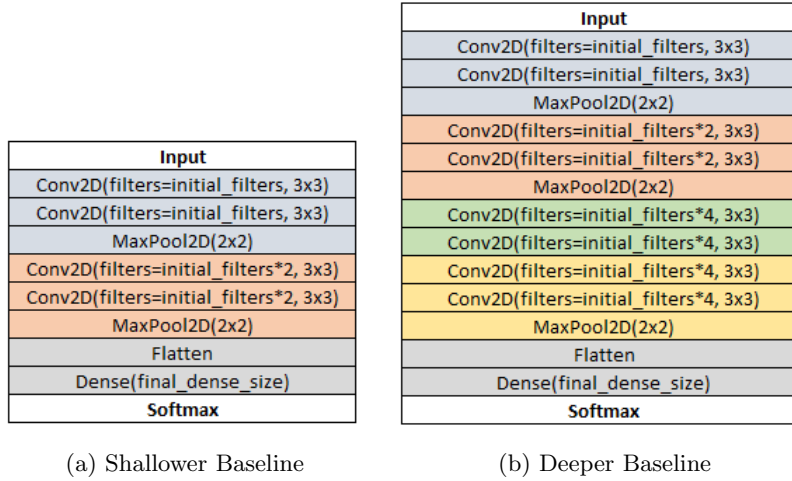 Input
Conv2D(filters=initial_filters, 3x3)
Conv2D(filters=initial_filters, 3x3)
MaxPool2D(2x2)
Conv2D(filters=initial_filters*2, 3x3)
Conv2D(filters=initial_filters*2, 3x3)
MaxPool2D(2x2)
Flatten
Dense(final_dense_size)
Softmax
(a) Shallower Baseline
Input
Conv2D(filters=initial_filters, 3x3)
Conv2D(filters=initial_filters, 3x3)
MaxPool2D(2x2)
Conv2D(filters=initial_filters*2, 3x3)
Conv2D(filters=initial_filters*2, 3x3)
MaxPool2D(2x2)
Conv2D(filters=initial_filters*4, 3x3)
Conv2D(filters=initial_filters*4, 3x3)
Conv2D(filters=initial_filters*4, 3x3)
Conv2D(filters=initial_filters*4, 3x3)
MaxPool2D(2x2)
Flatten
Dense(final_dense_size)
Softmax
(b) Deeper Baseline